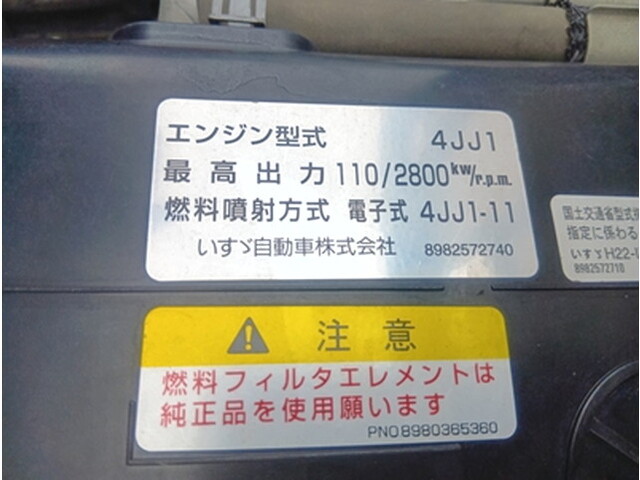 エンジン型式 4JJ1
最高出力 110/2800 kw/r.p.m.
燃料噴射方式 電子式 4JJ1-11
いすゞ自動車株式会社 8982572740
国土交通省型式
指定に係わる
いすゞH22-
8982572710
注意
燃料フィルタエレメントは
純正品を使用願います
PNO8980365360